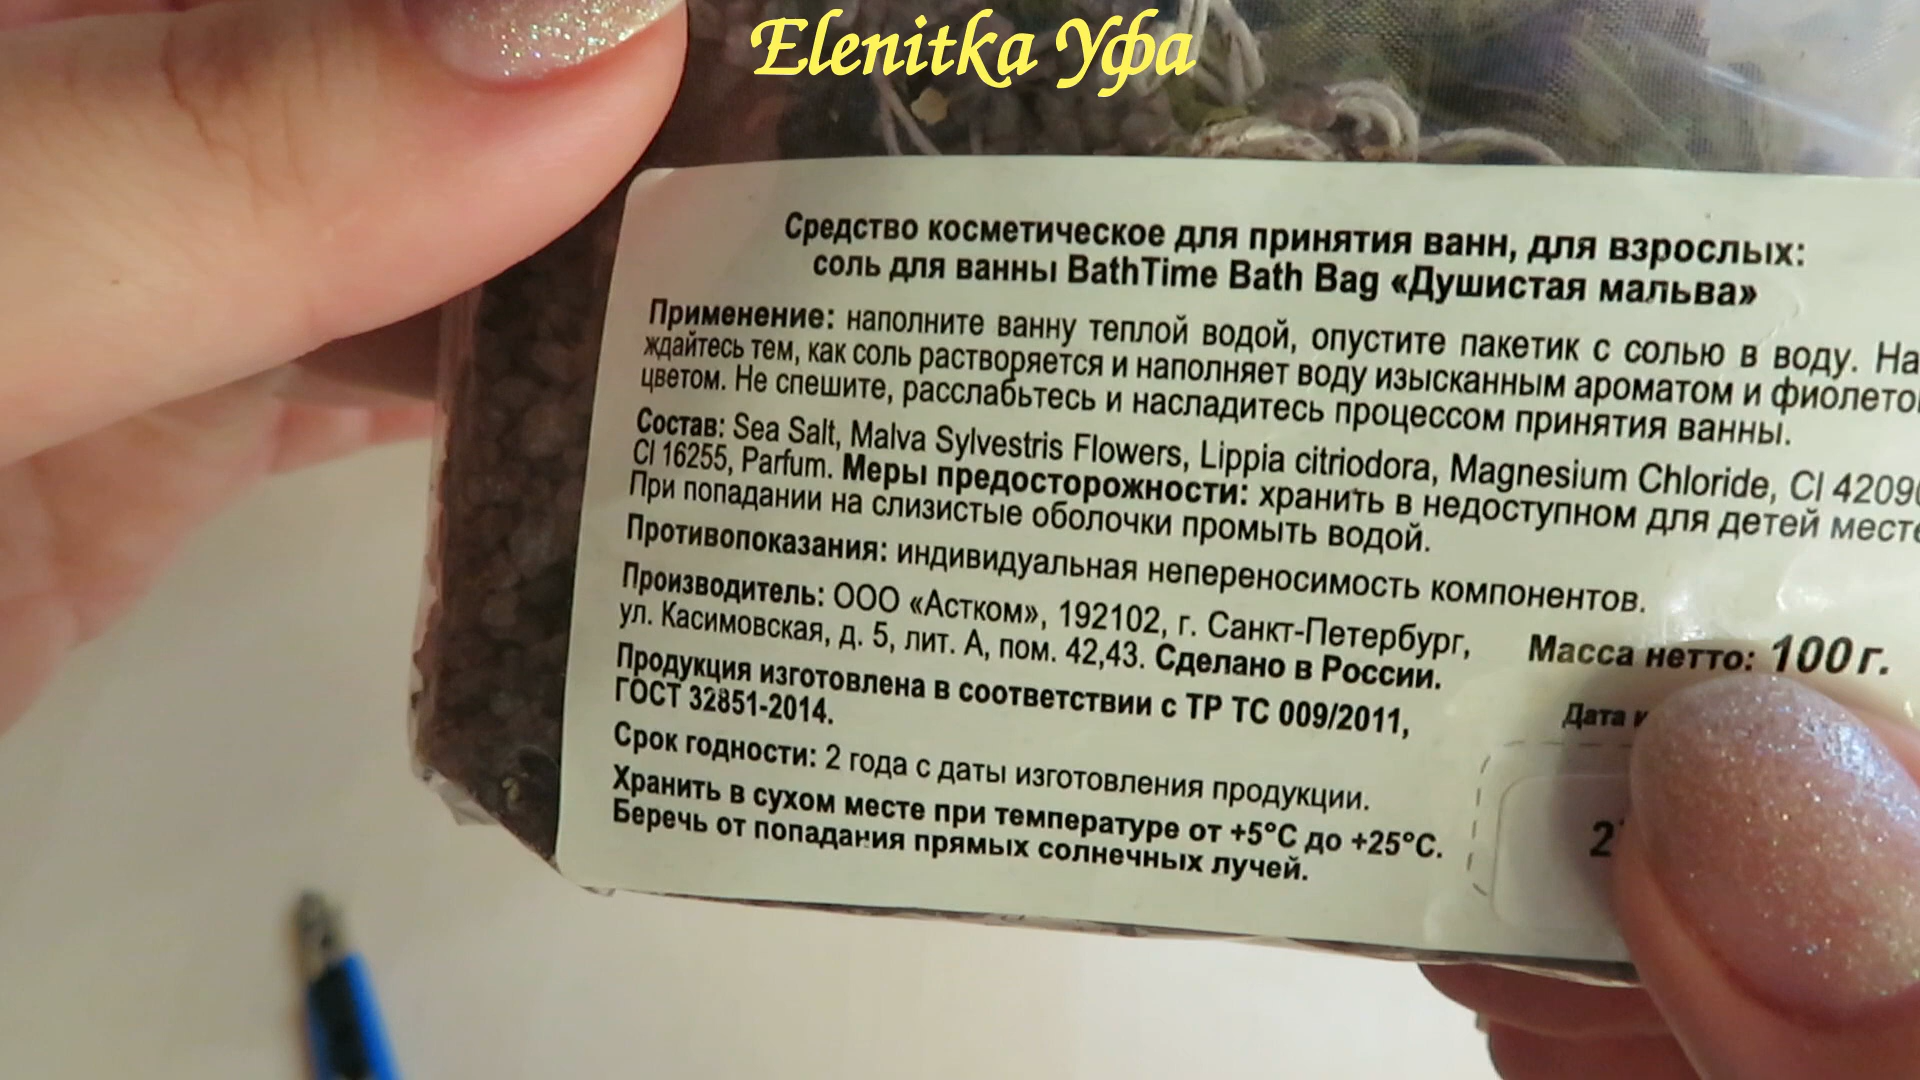 Elenitka Уфа
Средство косметическое для принятия ванн, для взрослых:
соль для ванны BathTime Bath Bag «Душистая мальва»
Применение: наполните ванну теплой водой, опустите пакетик с солью в воду. На
ждайтесь тем, как соль растворяется и наполняет воду изысканным ароматом и фиолето
цветом. Не спешите, расслабьтесь и насладитесь процессом принятия ванны.
Состав: Sea Salt, Malva Sylvestris Flowers, Lippia citriodora, Magnesium Chloride, CI 42090
CI 16255, Parfum. Меры предосторожности: хранить в недоступном для детей месте
При попадании на слизистые оболочки промыть водой.
Противопоказания: индивидуальная непереносимость компонентов.
Производитель: ООО «Астком», 192102, г. Санкт-Петербург,
ул. Касимовская, д. 5, лит. А, пом. 42,43. Сделано в России.
Масса нетто: 100 г.
Продукция изготовлена в соответствии с ТР ТС 009/2011,
ГОСТ 32851-2014.
Дата и
Срок годности: 2 года с даты изготовления продукции.
Хранить в сухом месте при температуре от +5°С до +25°С.
Беречь от попадания прямых солнечных лучей.